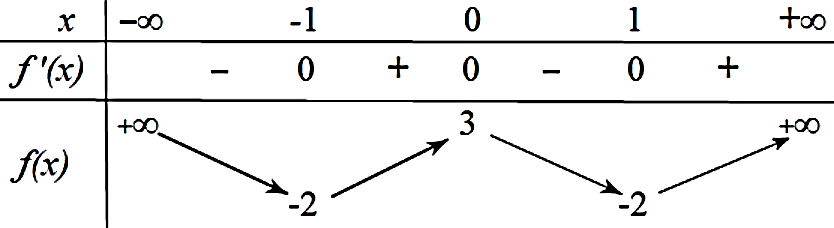 x -∞ -1 0 1 +∞
f'(x) - 0 + 0 - 0 + 
+∞ 3 +∞
f(x)
-2 -2